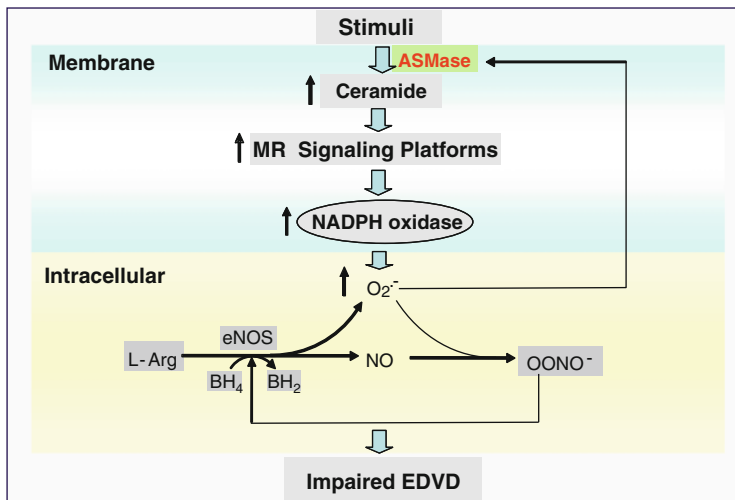 Stimuli
Membrane
ASMase
Ceramide
MR Signaling Platforms
NADPH oxidase
Intracellular
O₂·⁻
eNOS
L-Arg
NO
OONO⁻
BH₄
BH₂
Impaired EDVD